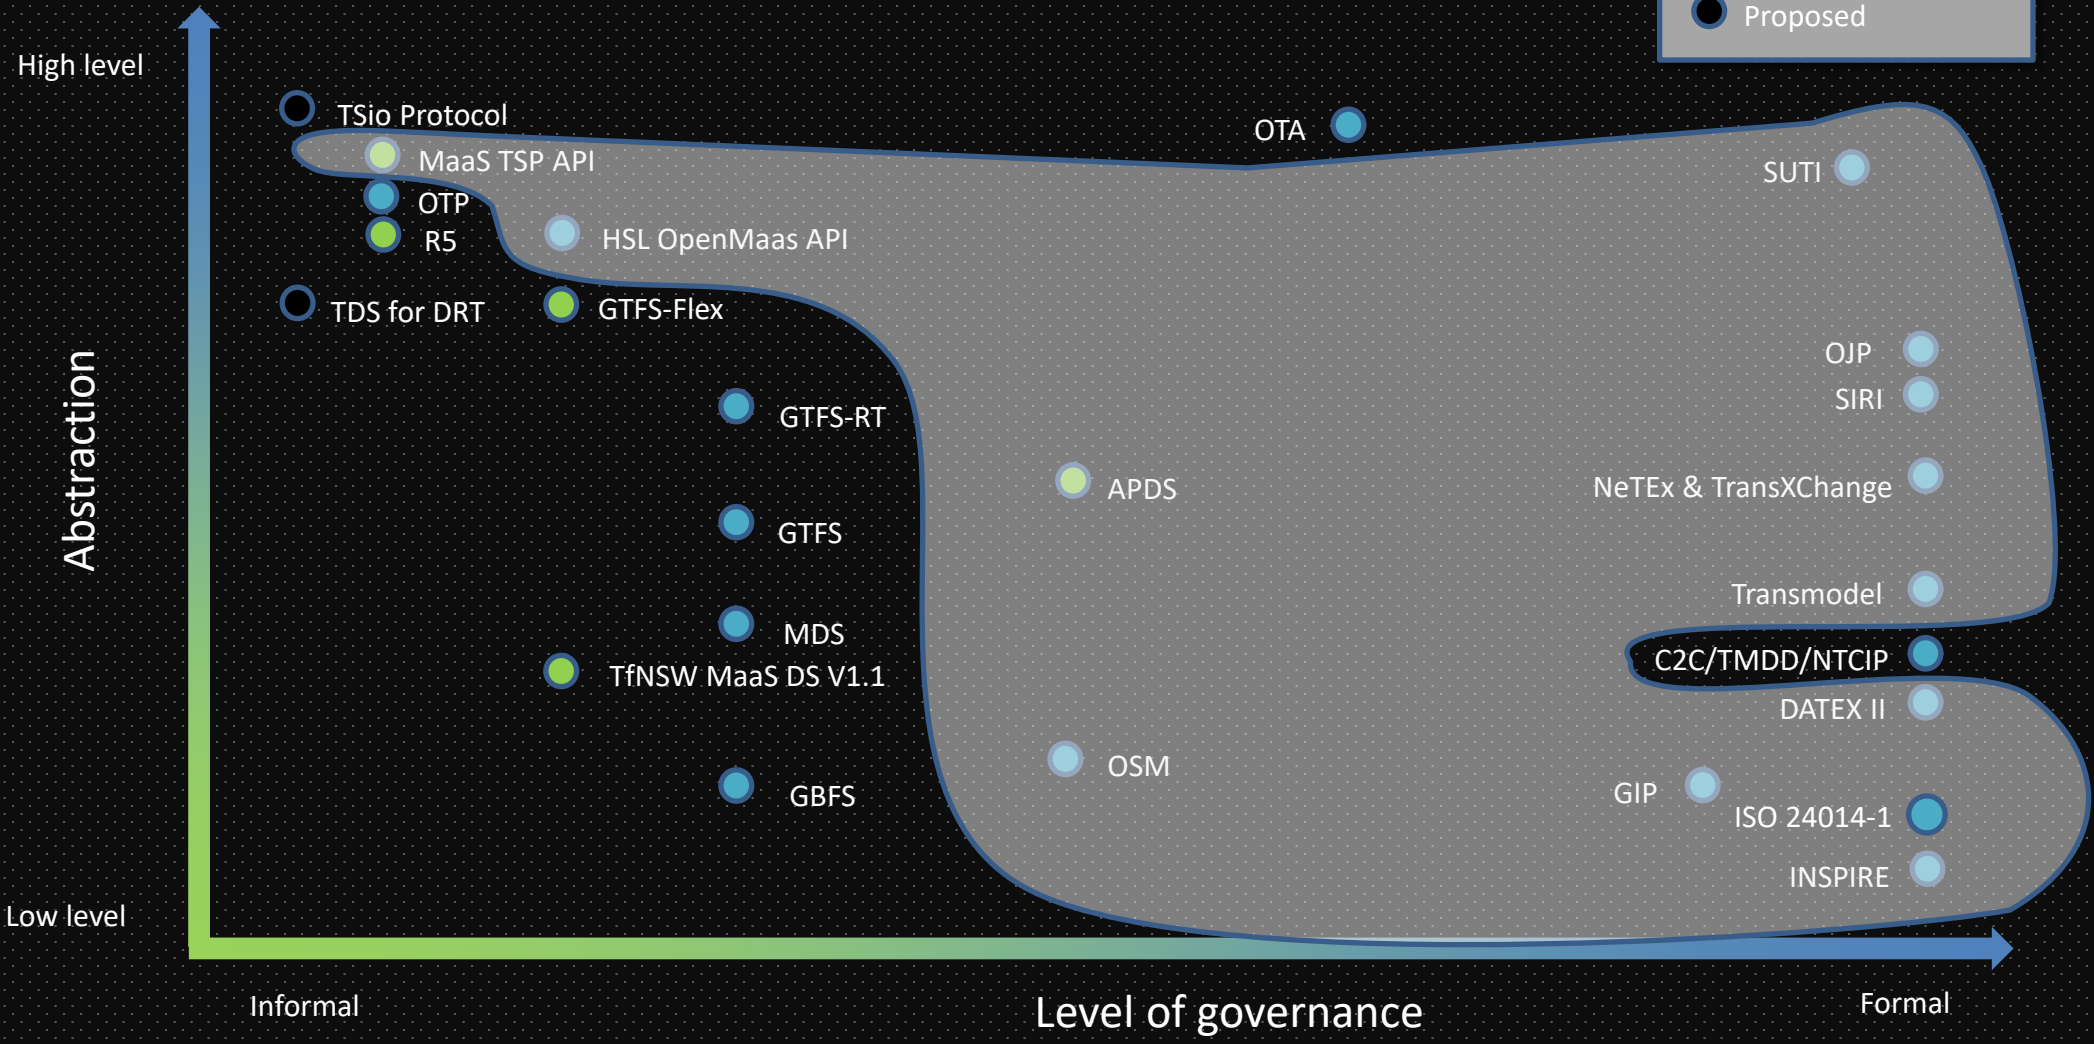 Proposed
High level
TSio Protocol
OTA
MaaS TSP API
SUTI
OTP
R5
HSL OpenMaas API
TDS for DRT
GTFS-Flex
OJP
SIRI
GTFS-RT
Abstraction
APDS
NeTEx & TransXChange
GTFS
Transmodel
MDS
C2C/TMDD/NTCIP
TfNSW MaaS DS V1.1
DATEX II
OSM
GBFS
GIP
ISO 24014-1
INSPIRE
Low level
Informal
Level of governance
Formal